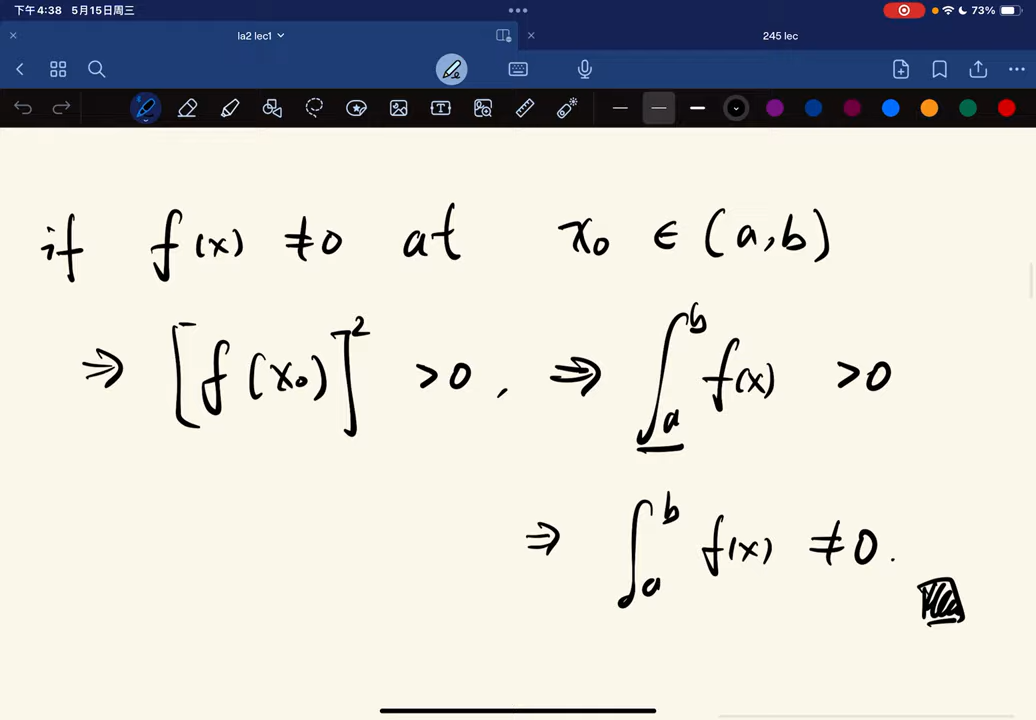 下午4:38 5月15日周三
73%
la2 lec1
245 lec
if f(x) ≠0 at x₀ ∈ (a,b)
⇒ [f(x₀)]² >0 , ⇒ ∫ₐᵇ f(x) >0
⇒ ∫ₐᵇ f(x) ≠0.